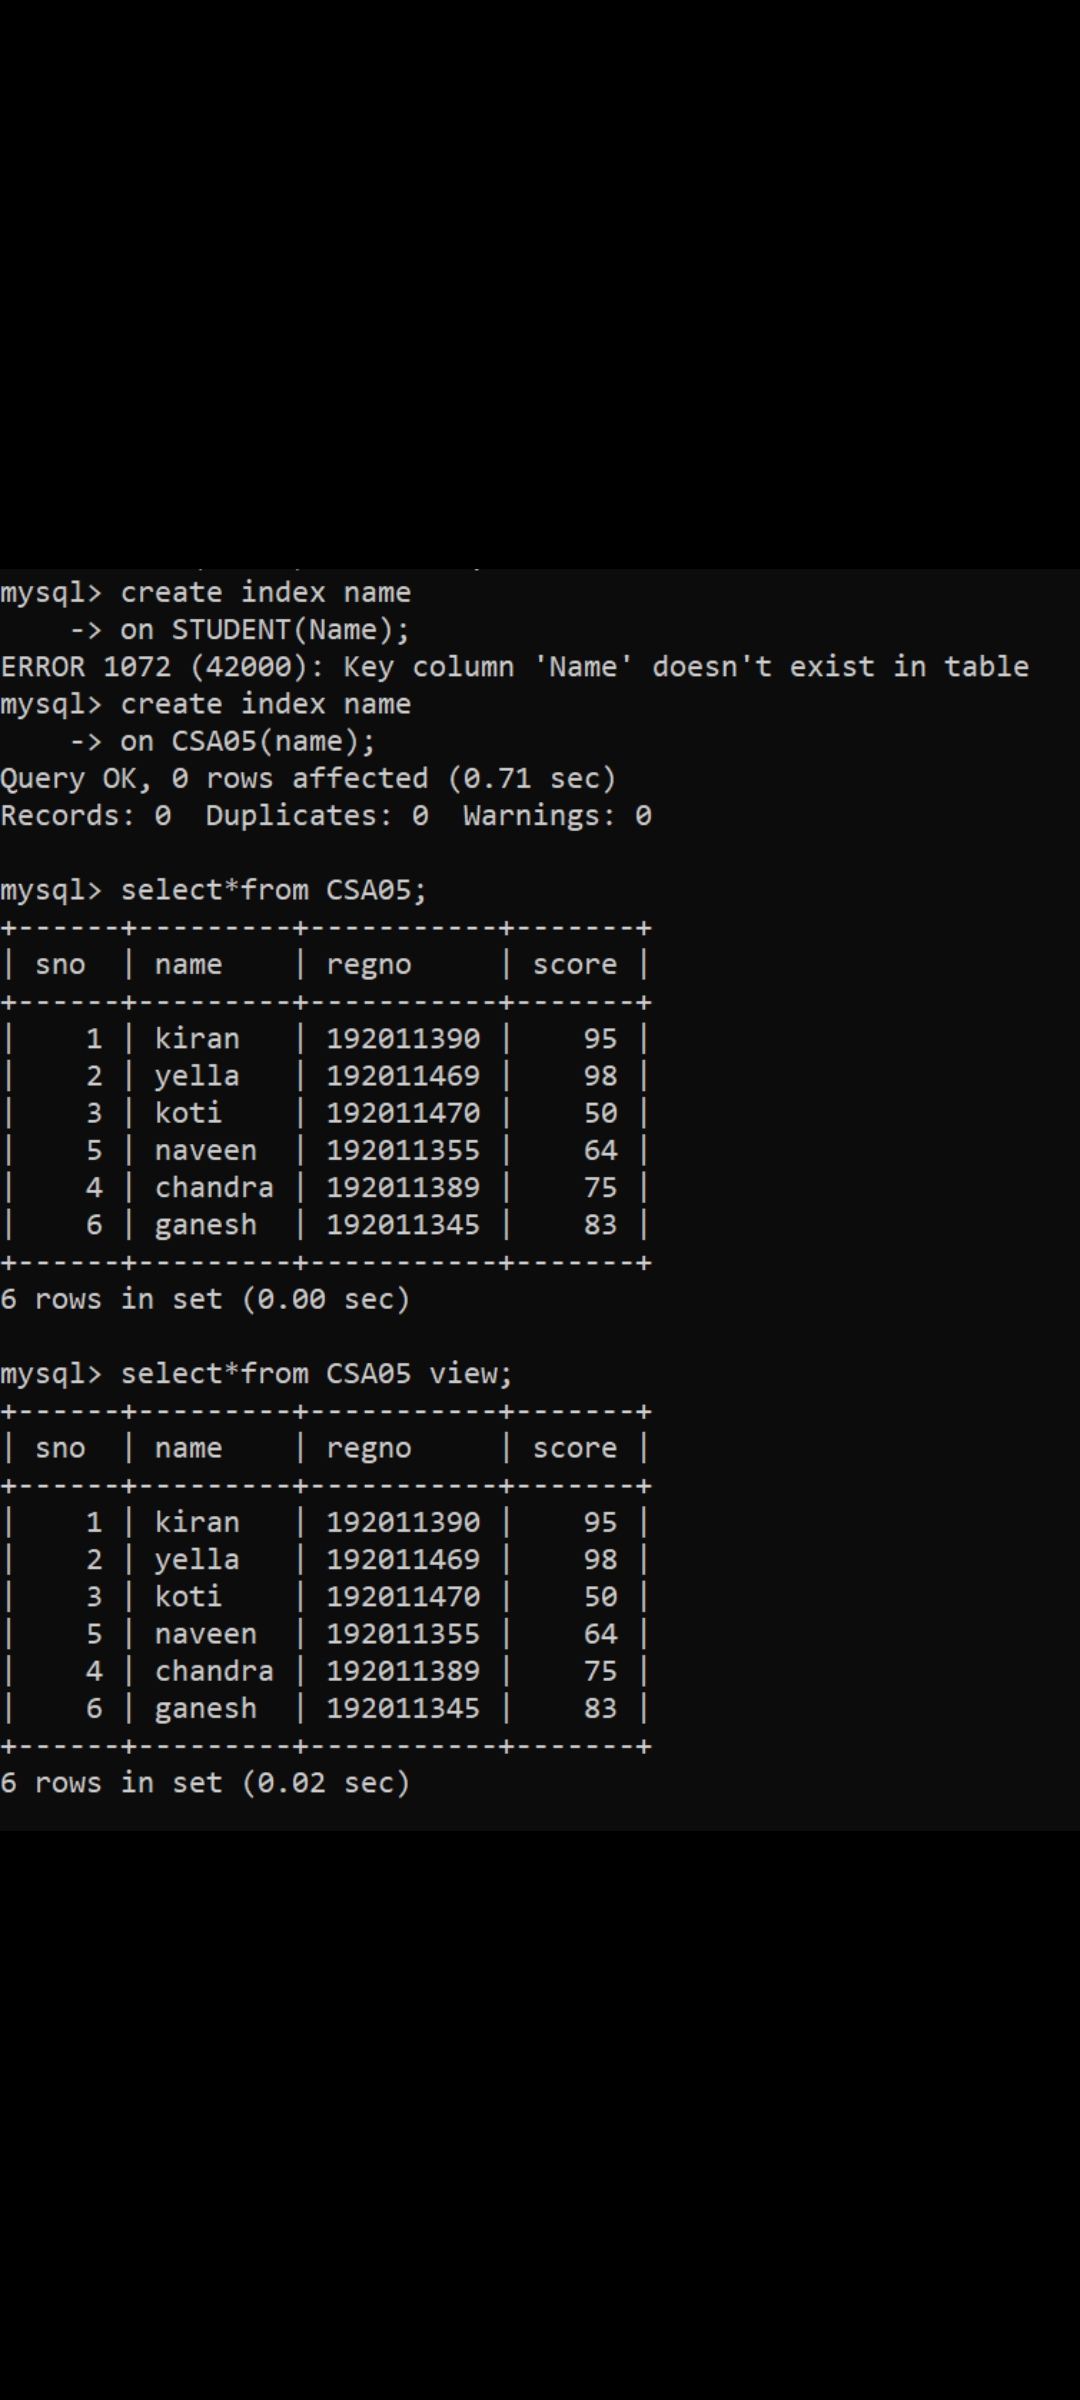 mysql> create index name
    -> on STUDENT(Name);
ERROR 1072 (42000): Key column 'Name' doesn't exist in table
mysql> create index name
    -> on CSA05(name);
Query OK, 0 rows affected (0.71 sec)
Records: 0  Duplicates: 0  Warnings: 0

mysql> select*from CSA05;
+------+---------+-----------+-------+
| sno  | name    | regno     | score |
+------+---------+-----------+-------+
|    1 | kiran   | 192011390 |    95 |
|    2 | yella   | 192011469 |    98 |
|    3 | koti    | 192011470 |    50 |
|    5 | naveen  | 192011355 |    64 |
|    4 | chandra | 192011389 |    75 |
|    6 | ganesh  | 192011345 |    83 |
+------+---------+-----------+-------+
6 rows in set (0.00 sec)

mysql> select*from CSA05 view;
+------+---------+-----------+-------+
| sno  | name    | regno     | score |
+------+---------+-----------+-------+
|    1 | kiran   | 192011390 |    95 |
|    2 | yella   | 192011469 |    98 |
|    3 | koti    | 192011470 |    50 |
|    5 | naveen  | 192011355 |    64 |
|    4 | chandra | 192011389 |    75 |
|    6 | ganesh  | 192011345 |    83 |
+------+---------+-----------+-------+
6 rows in set (0.02 sec)